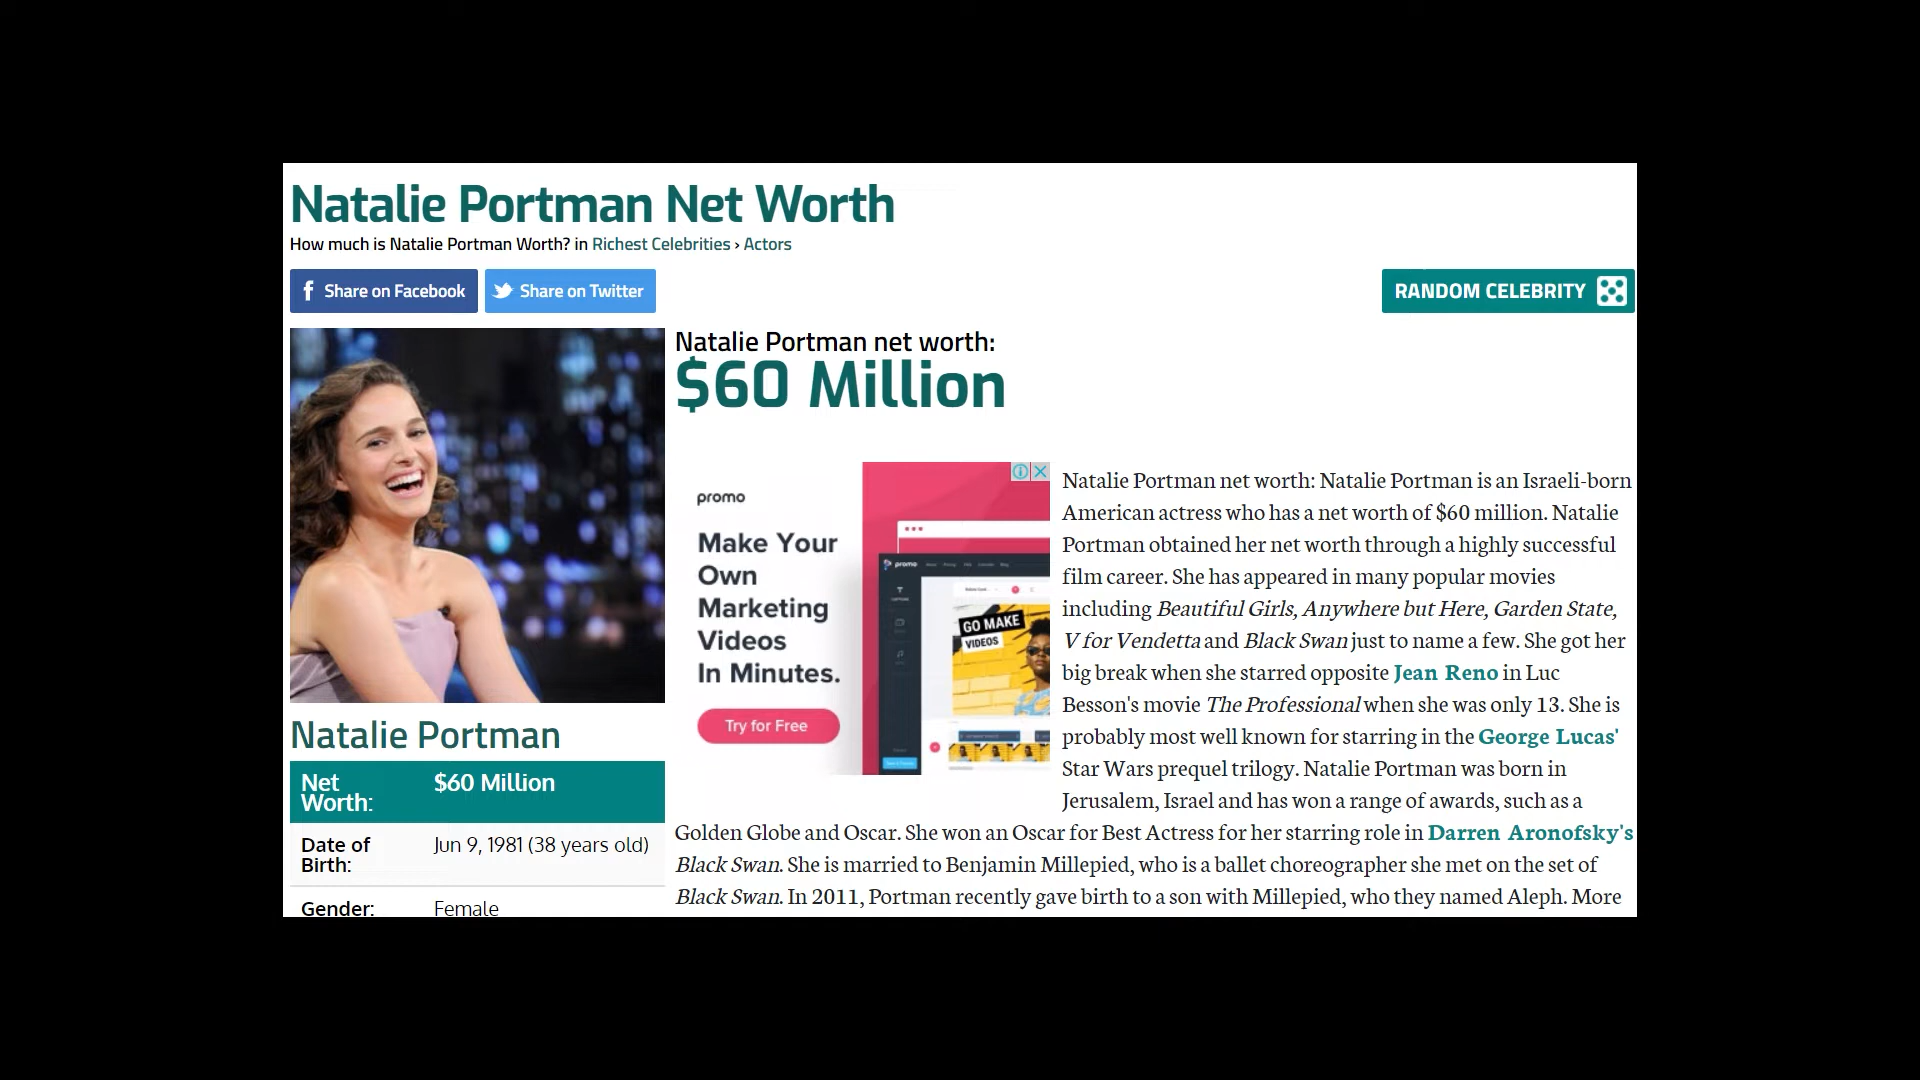 Natalie Portman Net Worth
How much is Natalie Portman Worth? in Richest Celebrities › Actors
Share on Facebook
Share on Twitter
RANDOM CELEBRITY
Natalie Portman net worth:
$60 Million
promo
Make Your
Own
Marketing
Videos
In Minutes.
Try for Free
promo
GO MAKE
VIDEOS
Natalie Portman net worth: Natalie Portman is an Israeli-born
American actress who has a net worth of $60 million. Natalie
Portman obtained her net worth through a highly successful
film career. She has appeared in many popular movies
including Beautiful Girls, Anywhere but Here, Garden State,
V for Vendetta and Black Swan just to name a few. She got her
big break when she starred opposite Jean Reno in Luc
Besson's movie The Professional when she was only 13. She is
probably most well known for starring in the George Lucas'
Star Wars prequel trilogy. Natalie Portman was born in
Jerusalem, Israel and has won a range of awards, such as a
Golden Globe and Oscar. She won an Oscar for Best Actress for her starring role in Darren Aronofsky's
Black Swan. She is married to Benjamin Millepied, who is a ballet choreographer she met on the set of
Black Swan. In 2011, Portman recently gave birth to a son with Millepied, who they named Aleph. More
Natalie Portman
Net
Worth:
$60 Million
Date of
Birth:
Jun 9, 1981 (38 years old)
Gender:
Female